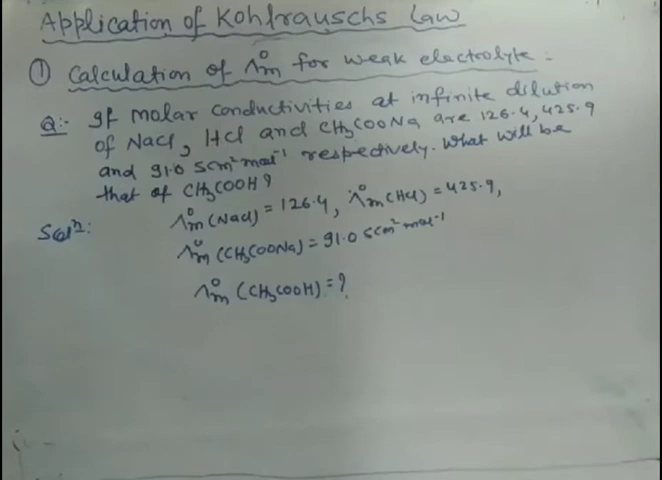 Application of Kohlrauschs Law
① Calculation of Λ°m for weak electrolyte :
Q:- If molar conductivities at infinite dilution
of NaCl, HCl and CH₃COONa are 126.4, 425.9
and 91.0 S cm² mol⁻¹ respectively. What will be
that of CH₃COOH?
Solⁿ: Λ°m (NaCl) = 126.4, Λ°m (HCl) = 425.9,
Λ°m (CH₃COONa) = 91.0 S cm² mol⁻¹
Λ°m (CH₃COOH) = ?